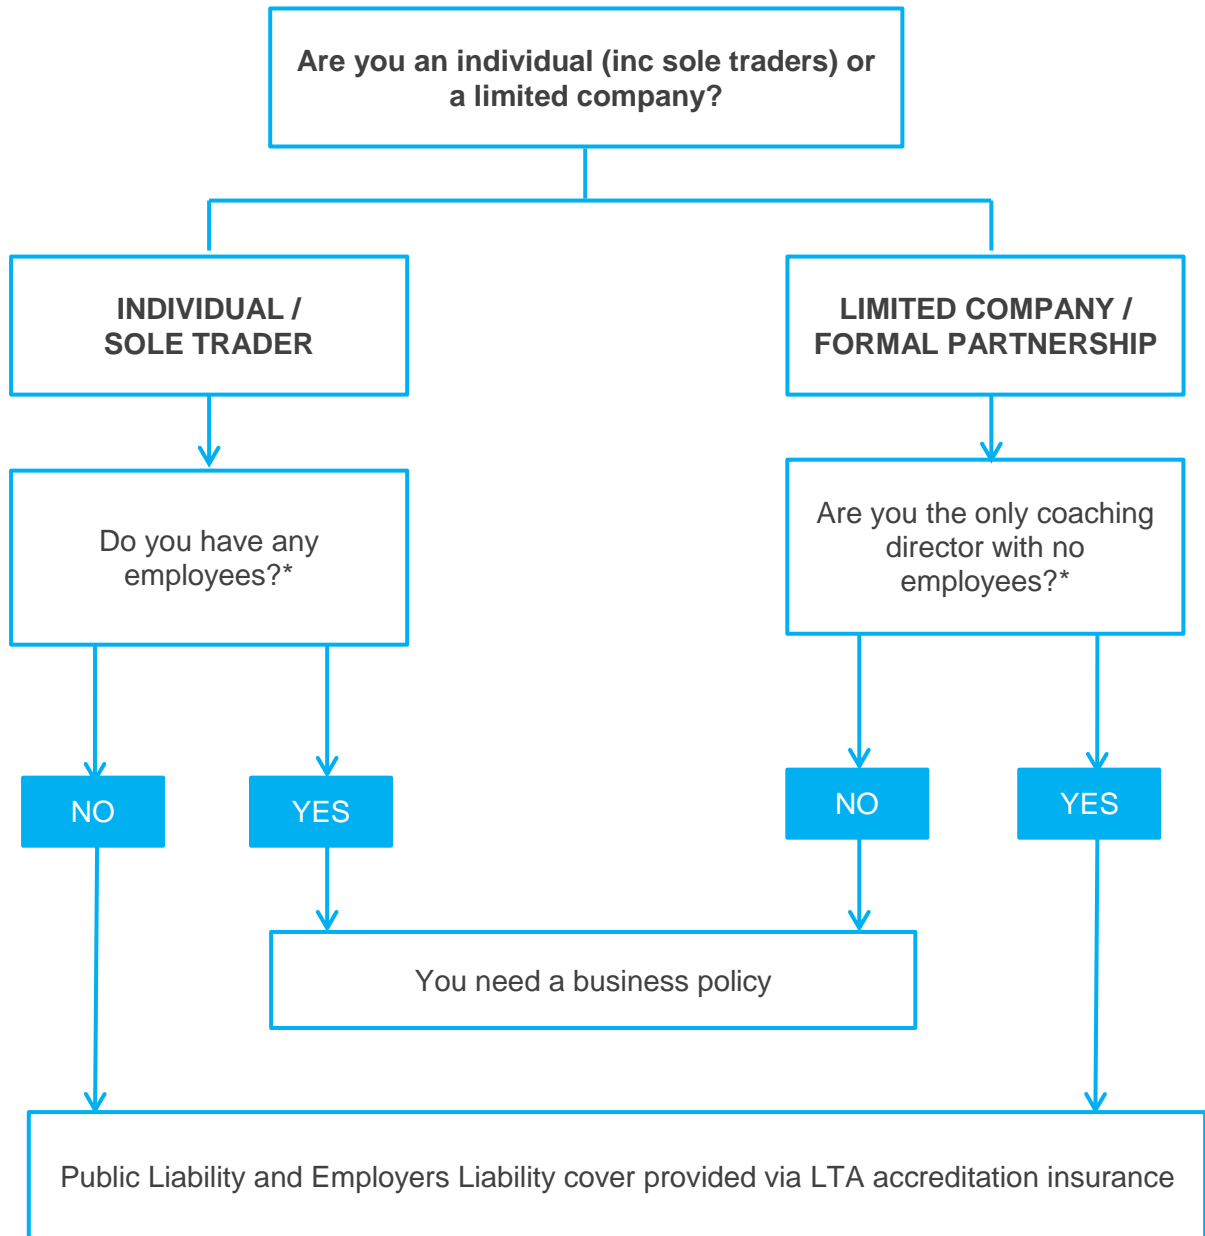 Are you an individual (inc sole traders) or
a limited company?
INDIVIDUAL /
SOLE TRADER
LIMITED COMPANY /
FORMAL PARTNERSHIP
Do you have any
employees?*
Are you the only coaching
director with no
employees?*
NO
YES
NO
YES
You need a business policy
Public Liability and Employers Liability cover provided via LTA accreditation insurance